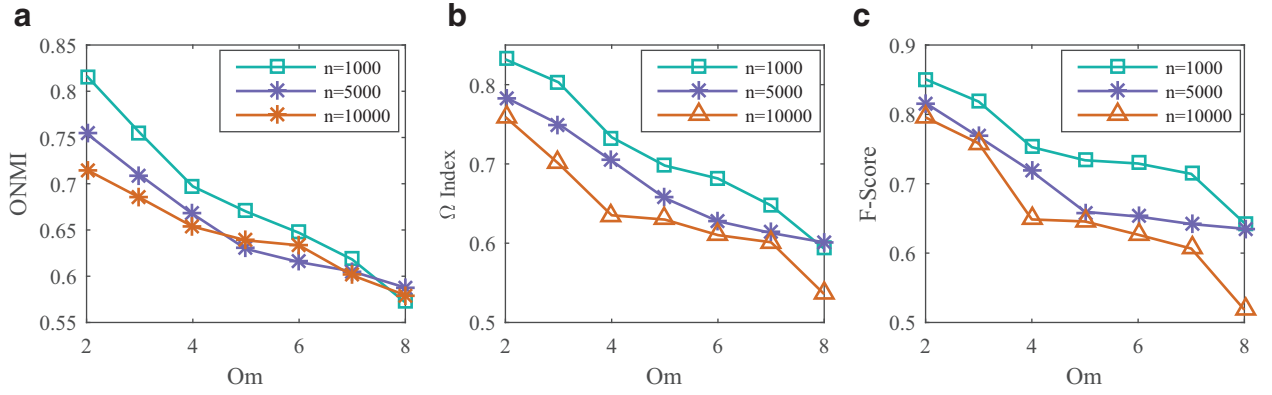 a
ONMI
0.85
0.8
0.75
0.7
0.65
0.6
0.55
2 4 6 8
Om
n=1000
n=5000
n=10000
b
Ω Index
0.8
0.7
0.6
0.5
2 3 4 5 6 7 8
Om
n=1000
n=5000
n=10000
c
F-Score
0.9
0.8
0.7
0.6
0.5
2 4 6 8
Om
n=1000
n=5000
n=10000